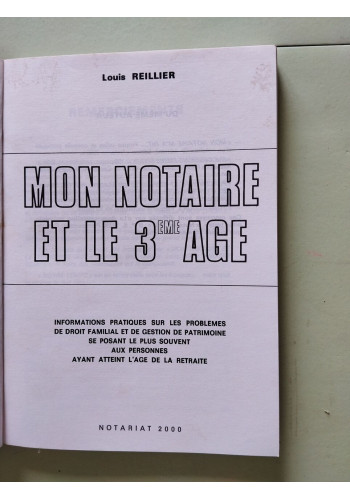 Louis REILLIER
MON NOTAIRE
ET LE 3EME AGE
INFORMATIONS PRATIQUES SUR LES PROBLEMES
DE DROIT FAMILIAL ET DE GESTION DE PATRIMOINE
SE POSANT LE PLUS SOUVENT
AUX PERSONNES
AYANT ATTEINT L'AGE DE LA RETRAITE
NOTARIAT 2000